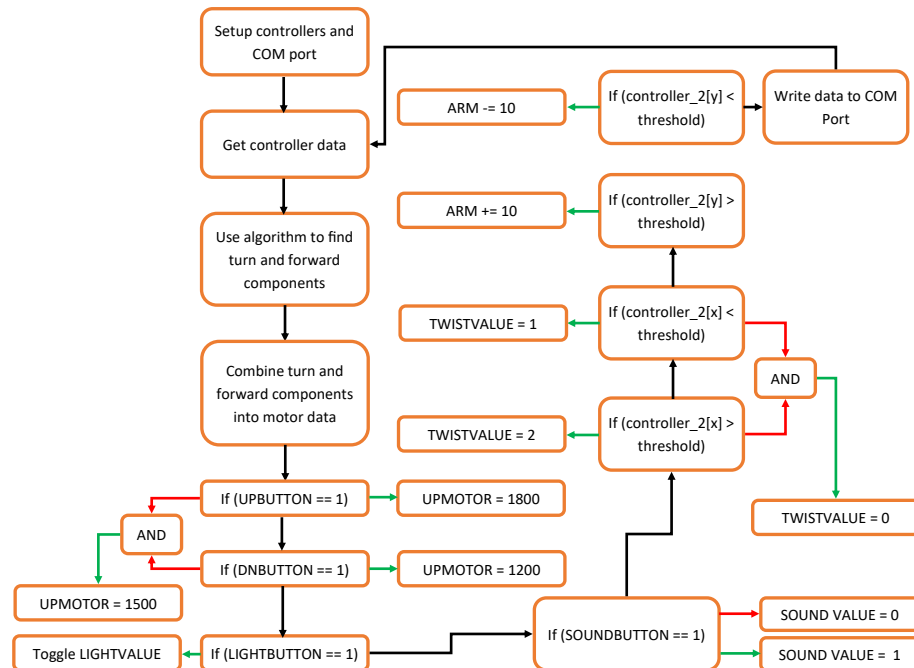 Setup controllers and
COM port
Get controller data
Use algorithm to find
turn and forward
components
Combine turn and
forward components
into motor data
If (UPBUTTON == 1)
UPMOTOR = 1800
AND
If (DNBUTTON == 1)
UPMOTOR = 1200
UPMOTOR = 1500
If (LIGHTBUTTON == 1)
Toggle LIGHTVALUE
If (SOUNDBUTTON == 1)
SOUND VALUE = 0
SOUND VALUE =  1
If (controller_2[x] >
threshold)
TWISTVALUE = 2
AND
TWISTVALUE = 0
If (controller_2[x] <
threshold)
TWISTVALUE = 1
If (controller_2[y] >
threshold)
ARM += 10
If (controller_2[y] <
threshold)
ARM -= 10
Write data to COM
Port